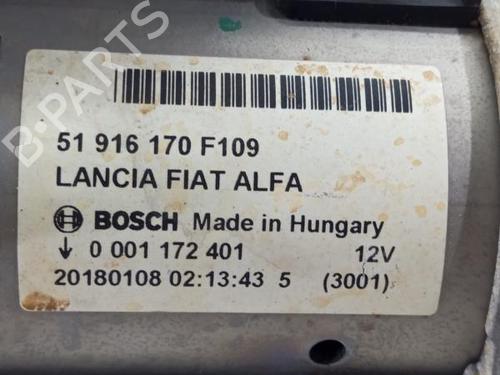 B-PARTS
51 916 170 F109
LANCIA FIAT ALFA
BOSCH Made in Hungary
↓ 0 001 172 401 12V
20180108 02:13:43 5 (3001)